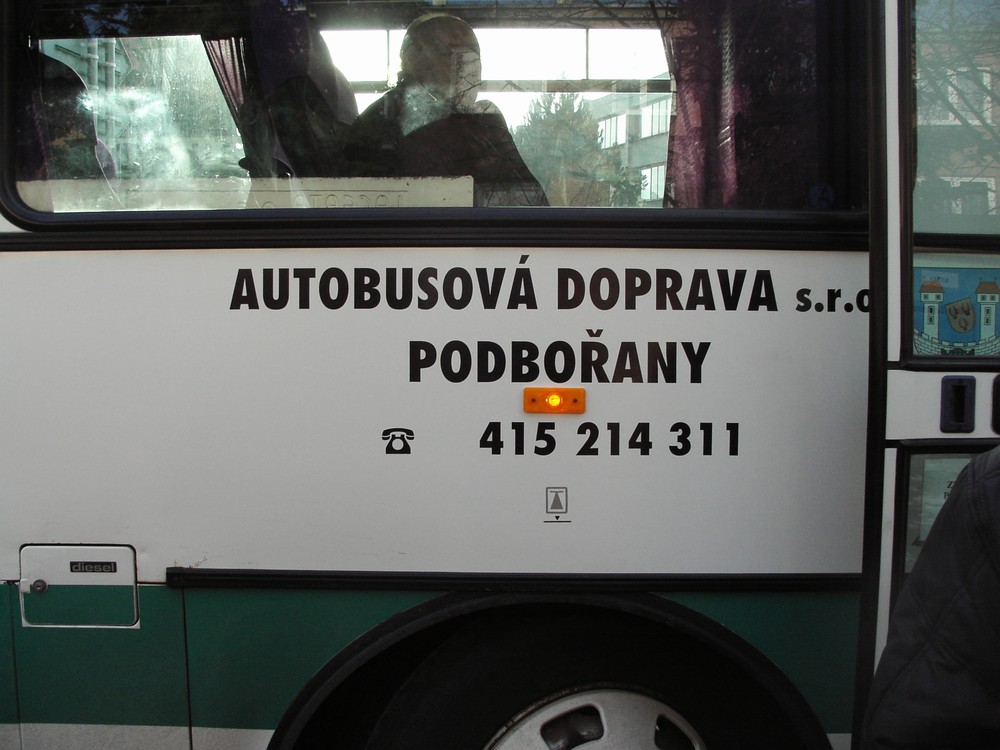 AUTOBUSOVÁ DOPRAVA s.r.o
PODBOŘANY
415 214 311
diesel